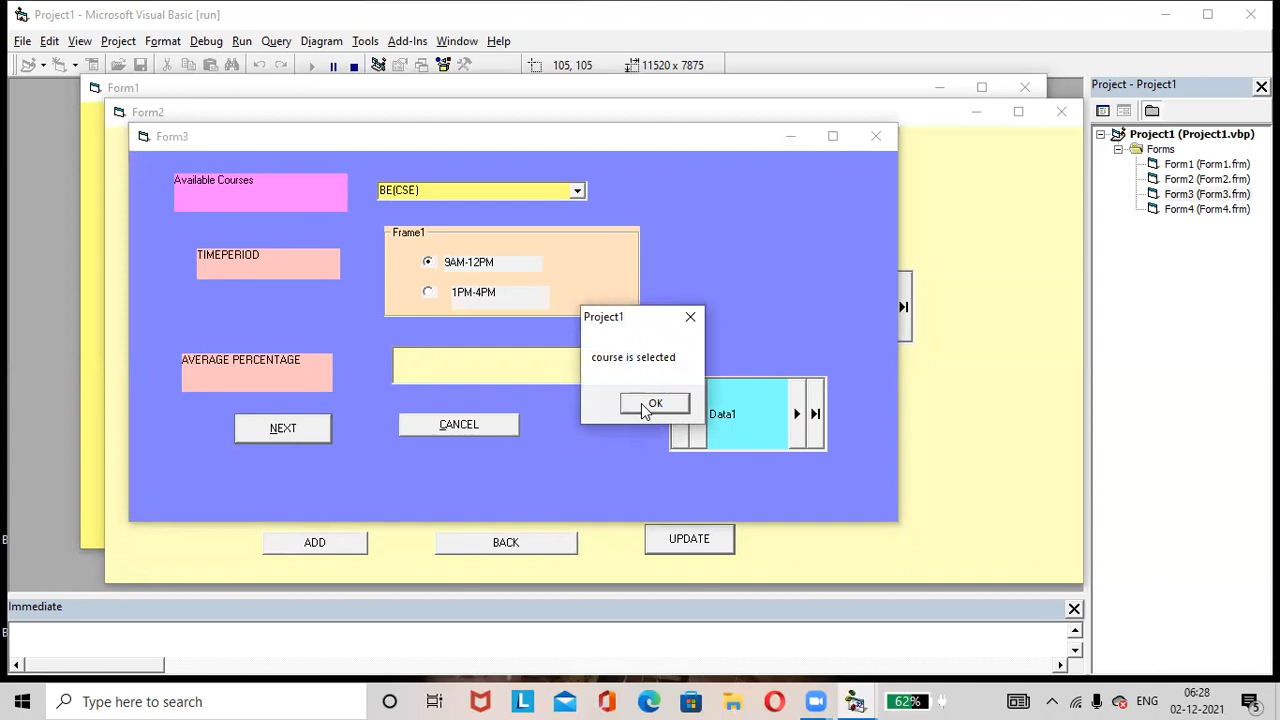 Project1 - Microsoft Visual Basic [run]
File Edit View Project Format Debug Run Query Diagram Tools Add-Ins Window Help
105, 105 11520 x 7875
Project - Project1
Form1
Form2
Form3
Project1 (Project1.vbp)
Forms
Form1 (Form1.frm)
Form2 (Form2.frm)
Form3 (Form3.frm)
Form4 (Form4.frm)
Available Courses
BE(CSE)
Frame1
TIMEPERIOD
9AM-12PM
1PM-4PM
Project1
course is selected
OK
AVERAGE PERCENTAGE
Data1
NEXT
CANCEL
ADD
BACK
UPDATE
Immediate
Type here to search
62%
ENG
06:28
02-12-2021
5